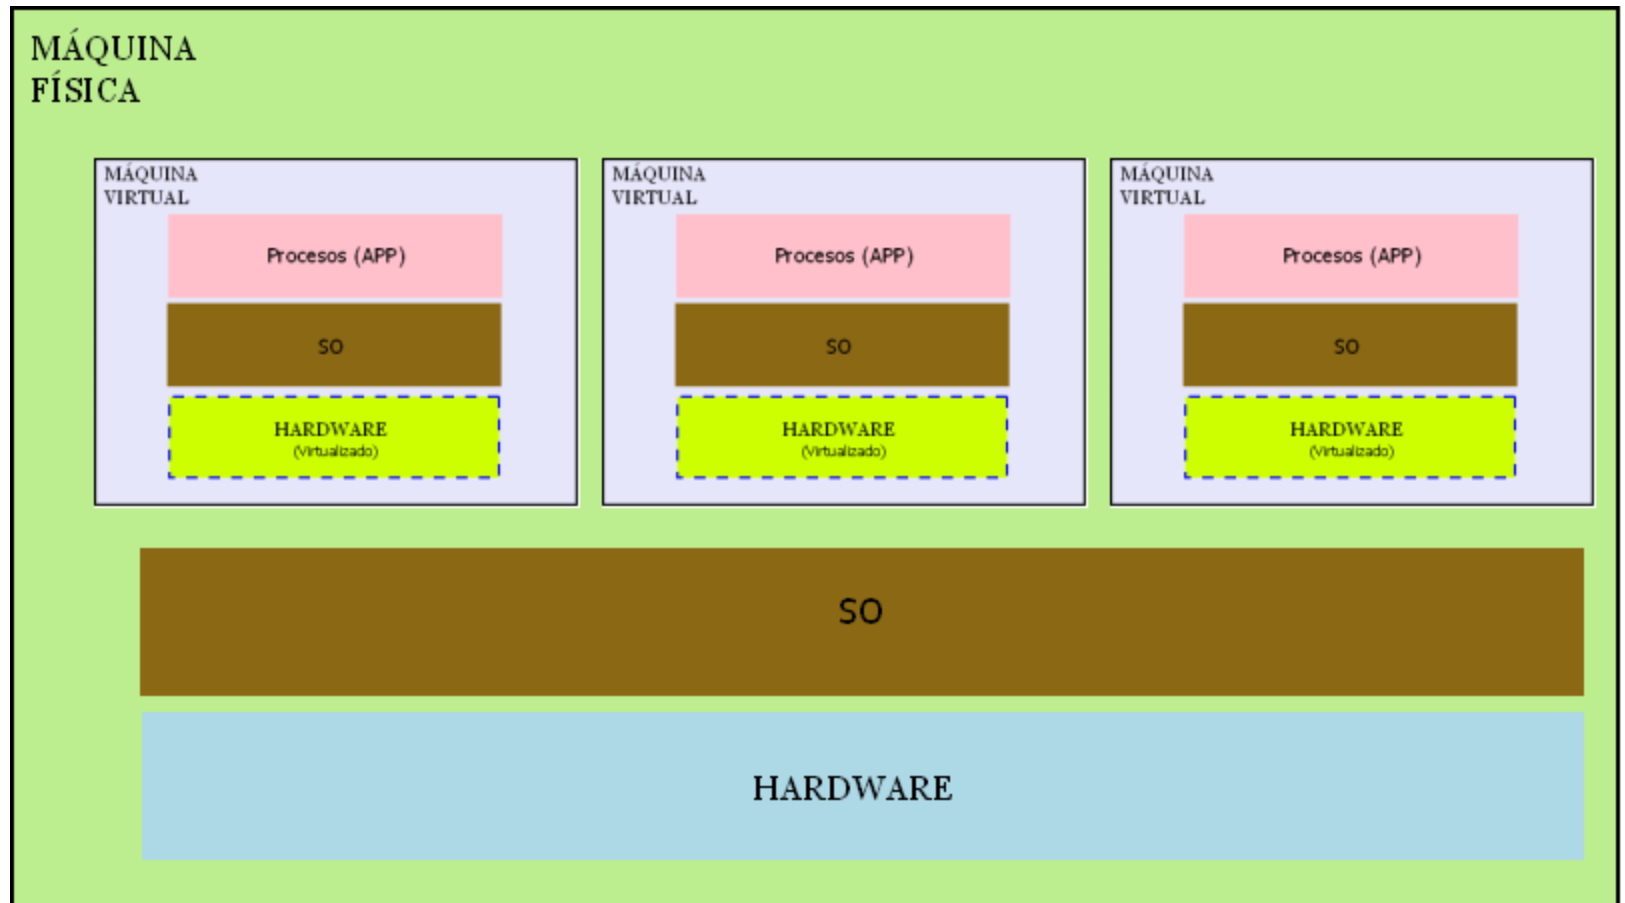 MÁQUINA
FÍSICA
MÁQUINA
VIRTUAL
Procesos (APP)
SO
HARDWARE
(Virtualizado)
MÁQUINA
VIRTUAL
Procesos (APP)
SO
HARDWARE
(Virtualizado)
MÁQUINA
VIRTUAL
Procesos (APP)
SO
HARDWARE
(Virtualizado)
SO
HARDWARE